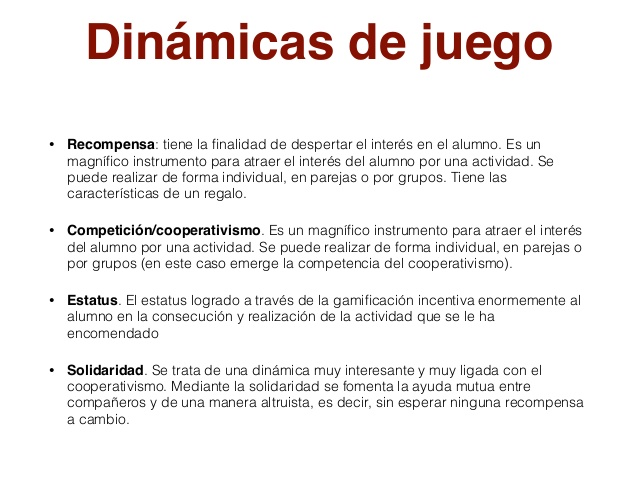 Dinámicas de juego
• Recompensa: tiene la finalidad de despertar el interés en el alumno. Es un
magnífico instrumento para atraer el interés del alumno por una actividad. Se
puede realizar de forma individual, en parejas o por grupos. Tiene las
características de un regalo.
• Competición/cooperativismo. Es un magnífico instrumento para atraer el interés
del alumno por una actividad. Se puede realizar de forma individual, en parejas o
por grupos (en este caso emerge la competencia del cooperativismo).
• Estatus. El estatus logrado a través de la gamificación incentiva enormemente al
alumno en la consecución y realización de la actividad que se le ha
encomendado
• Solidaridad. Se trata de una dinámica muy interesante y muy ligada con el
cooperativismo. Mediante la solidaridad se fomenta la ayuda mutua entre
compañeros y de una manera altruista, es decir, sin esperar ninguna recompensa
a cambio.